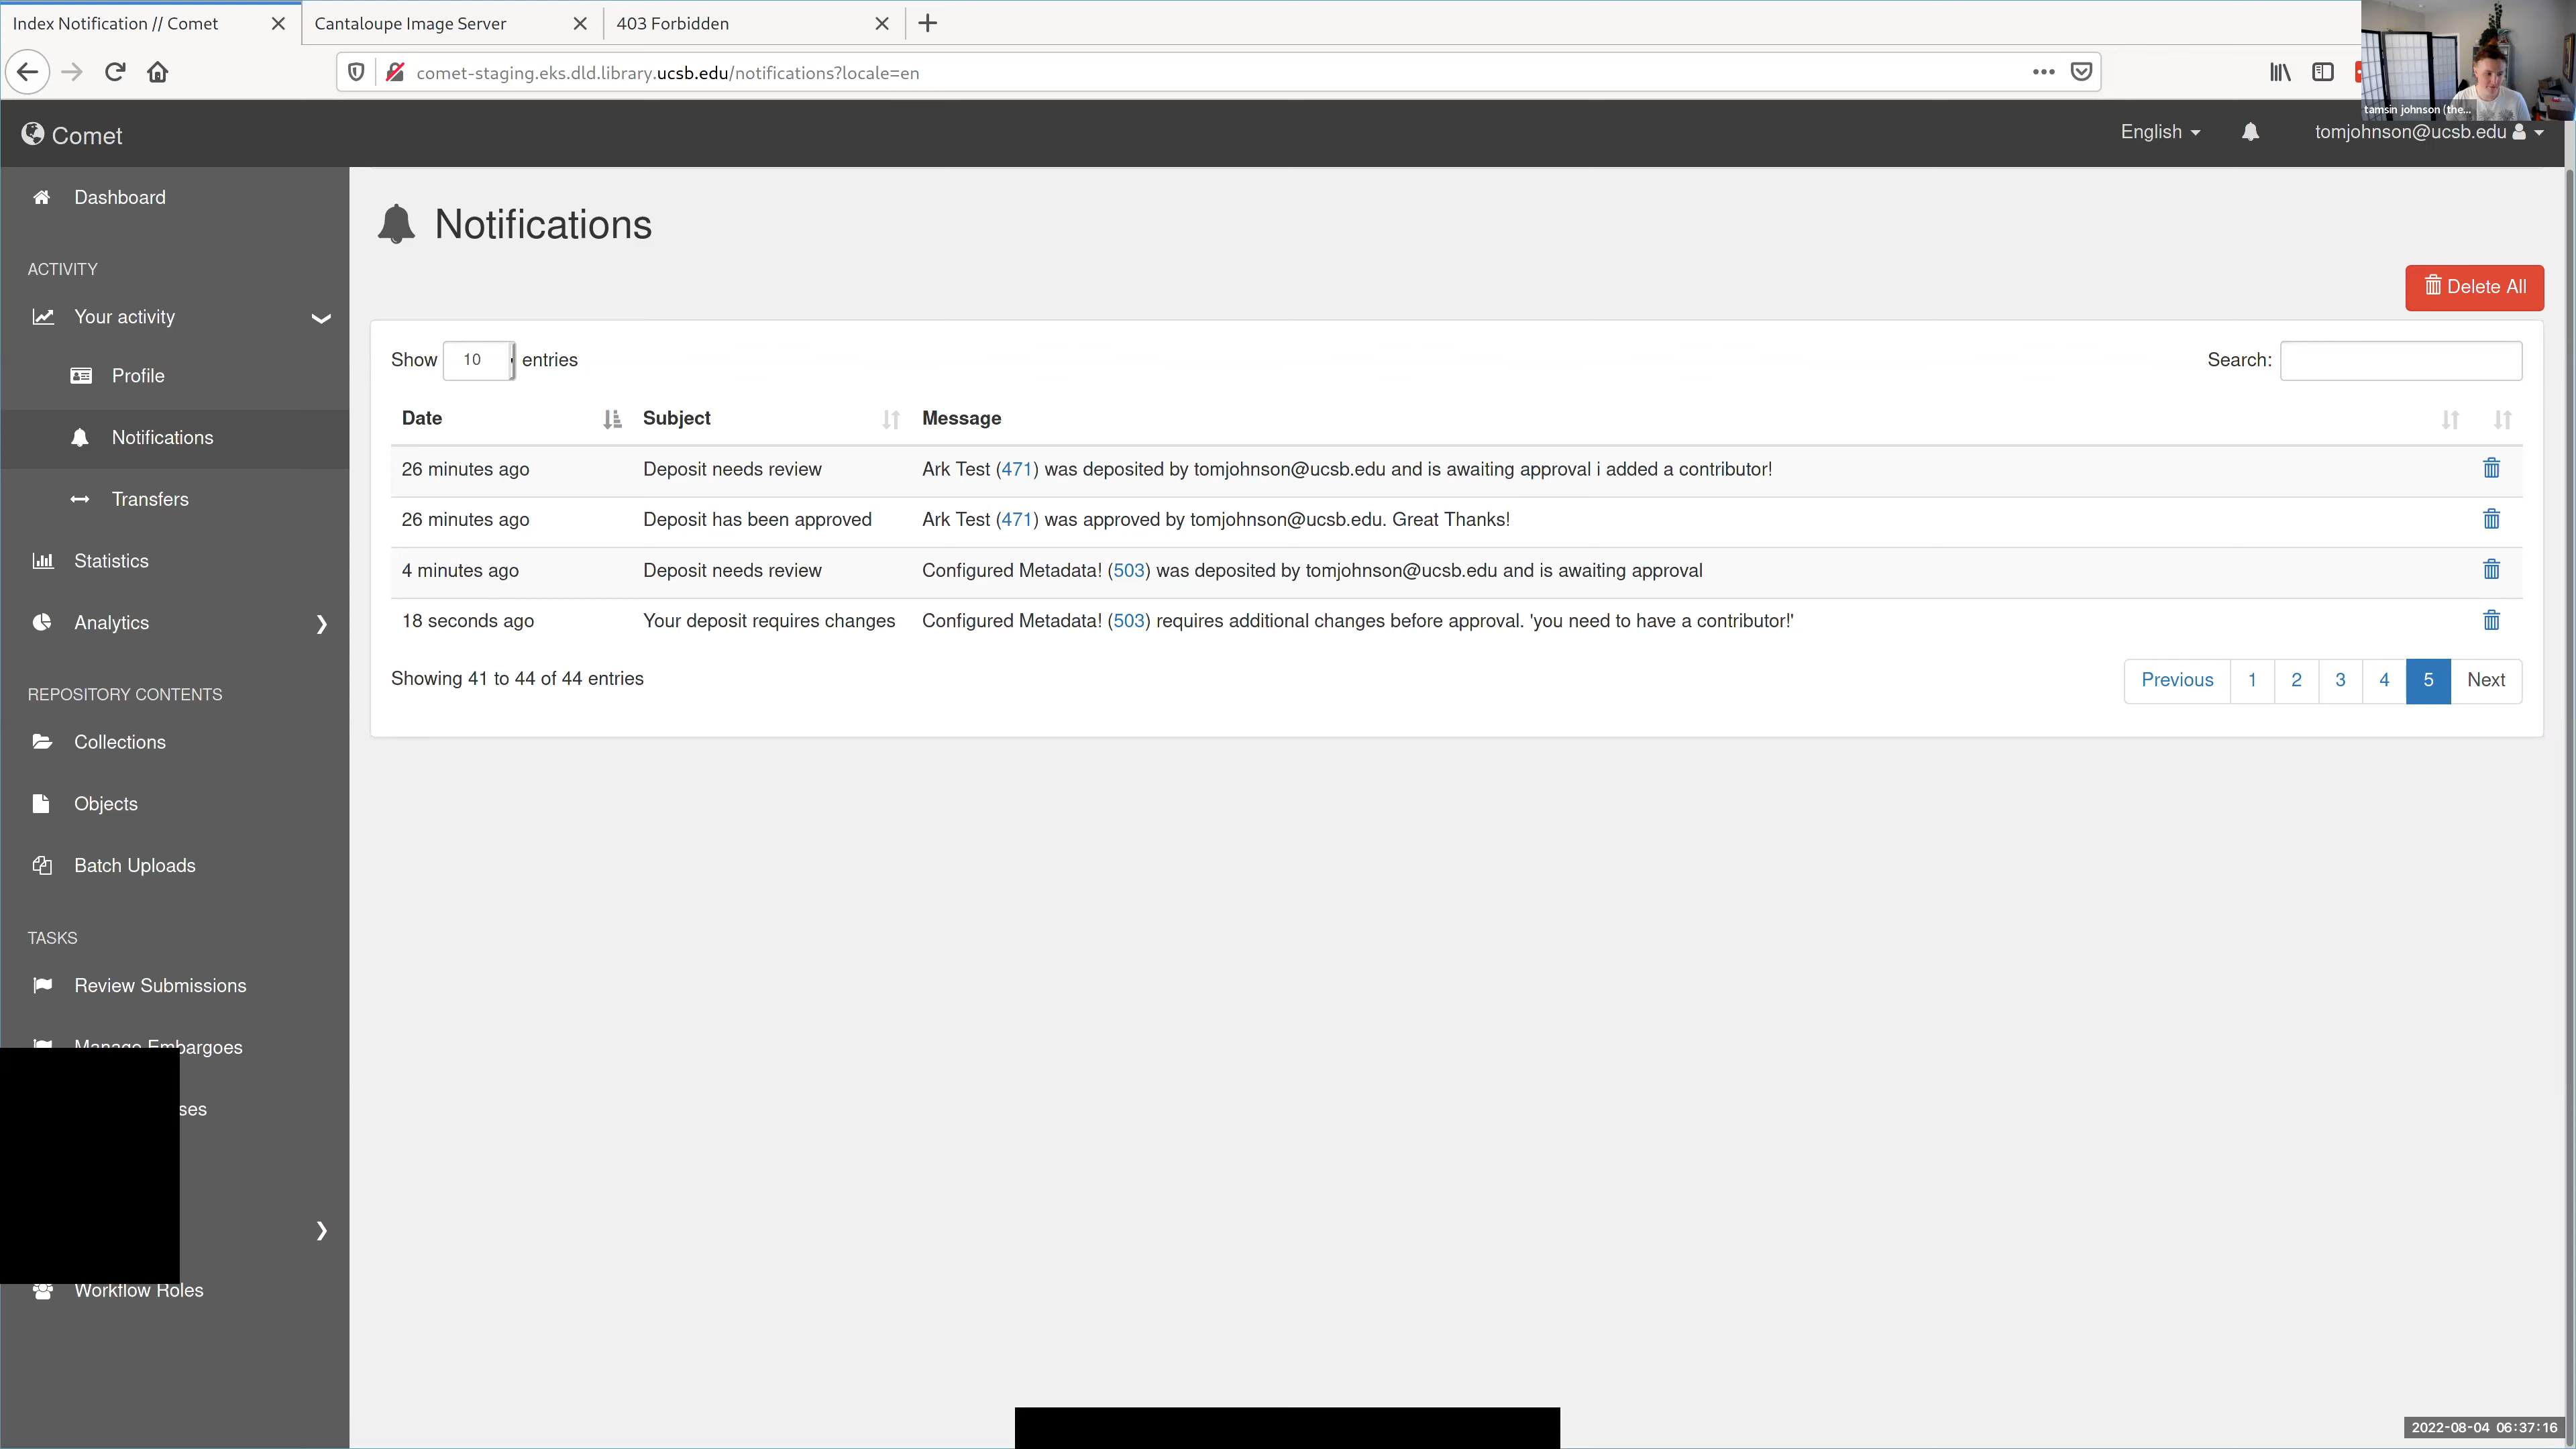 Index Notification // Comet
Cantaloupe Image Server
403 Forbidden
comet-staging.eks.dld.library.ucsb.edu/notifications?locale=en
tamsin johnson (the...
Comet
English
tomjohnson@ucsb.edu
Dashboard
ACTIVITY
Your activity
Profile
Notifications
Transfers
Statistics
Analytics
REPOSITORY CONTENTS
Collections
Objects
Batch Uploads
TASKS
Review Submissions
Manage Embargoes
ses
Workflow Roles
Notifications
Delete All
Show 10 entries
Search:
Date Subject Message
26 minutes ago Deposit needs review Ark Test (471) was deposited by tomjohnson@ucsb.edu and is awaiting approval i added a contributor!
26 minutes ago Deposit has been approved Ark Test (471) was approved by tomjohnson@ucsb.edu. Great Thanks!
4 minutes ago Deposit needs review Configured Metadata! (503) was deposited by tomjohnson@ucsb.edu and is awaiting approval
18 seconds ago Your deposit requires changes Configured Metadata! (503) requires additional changes before approval. 'you need to have a contributor!'
Showing 41 to 44 of 44 entries
Previous 1 2 3 4 5 Next
2022-08-04 06:37:16